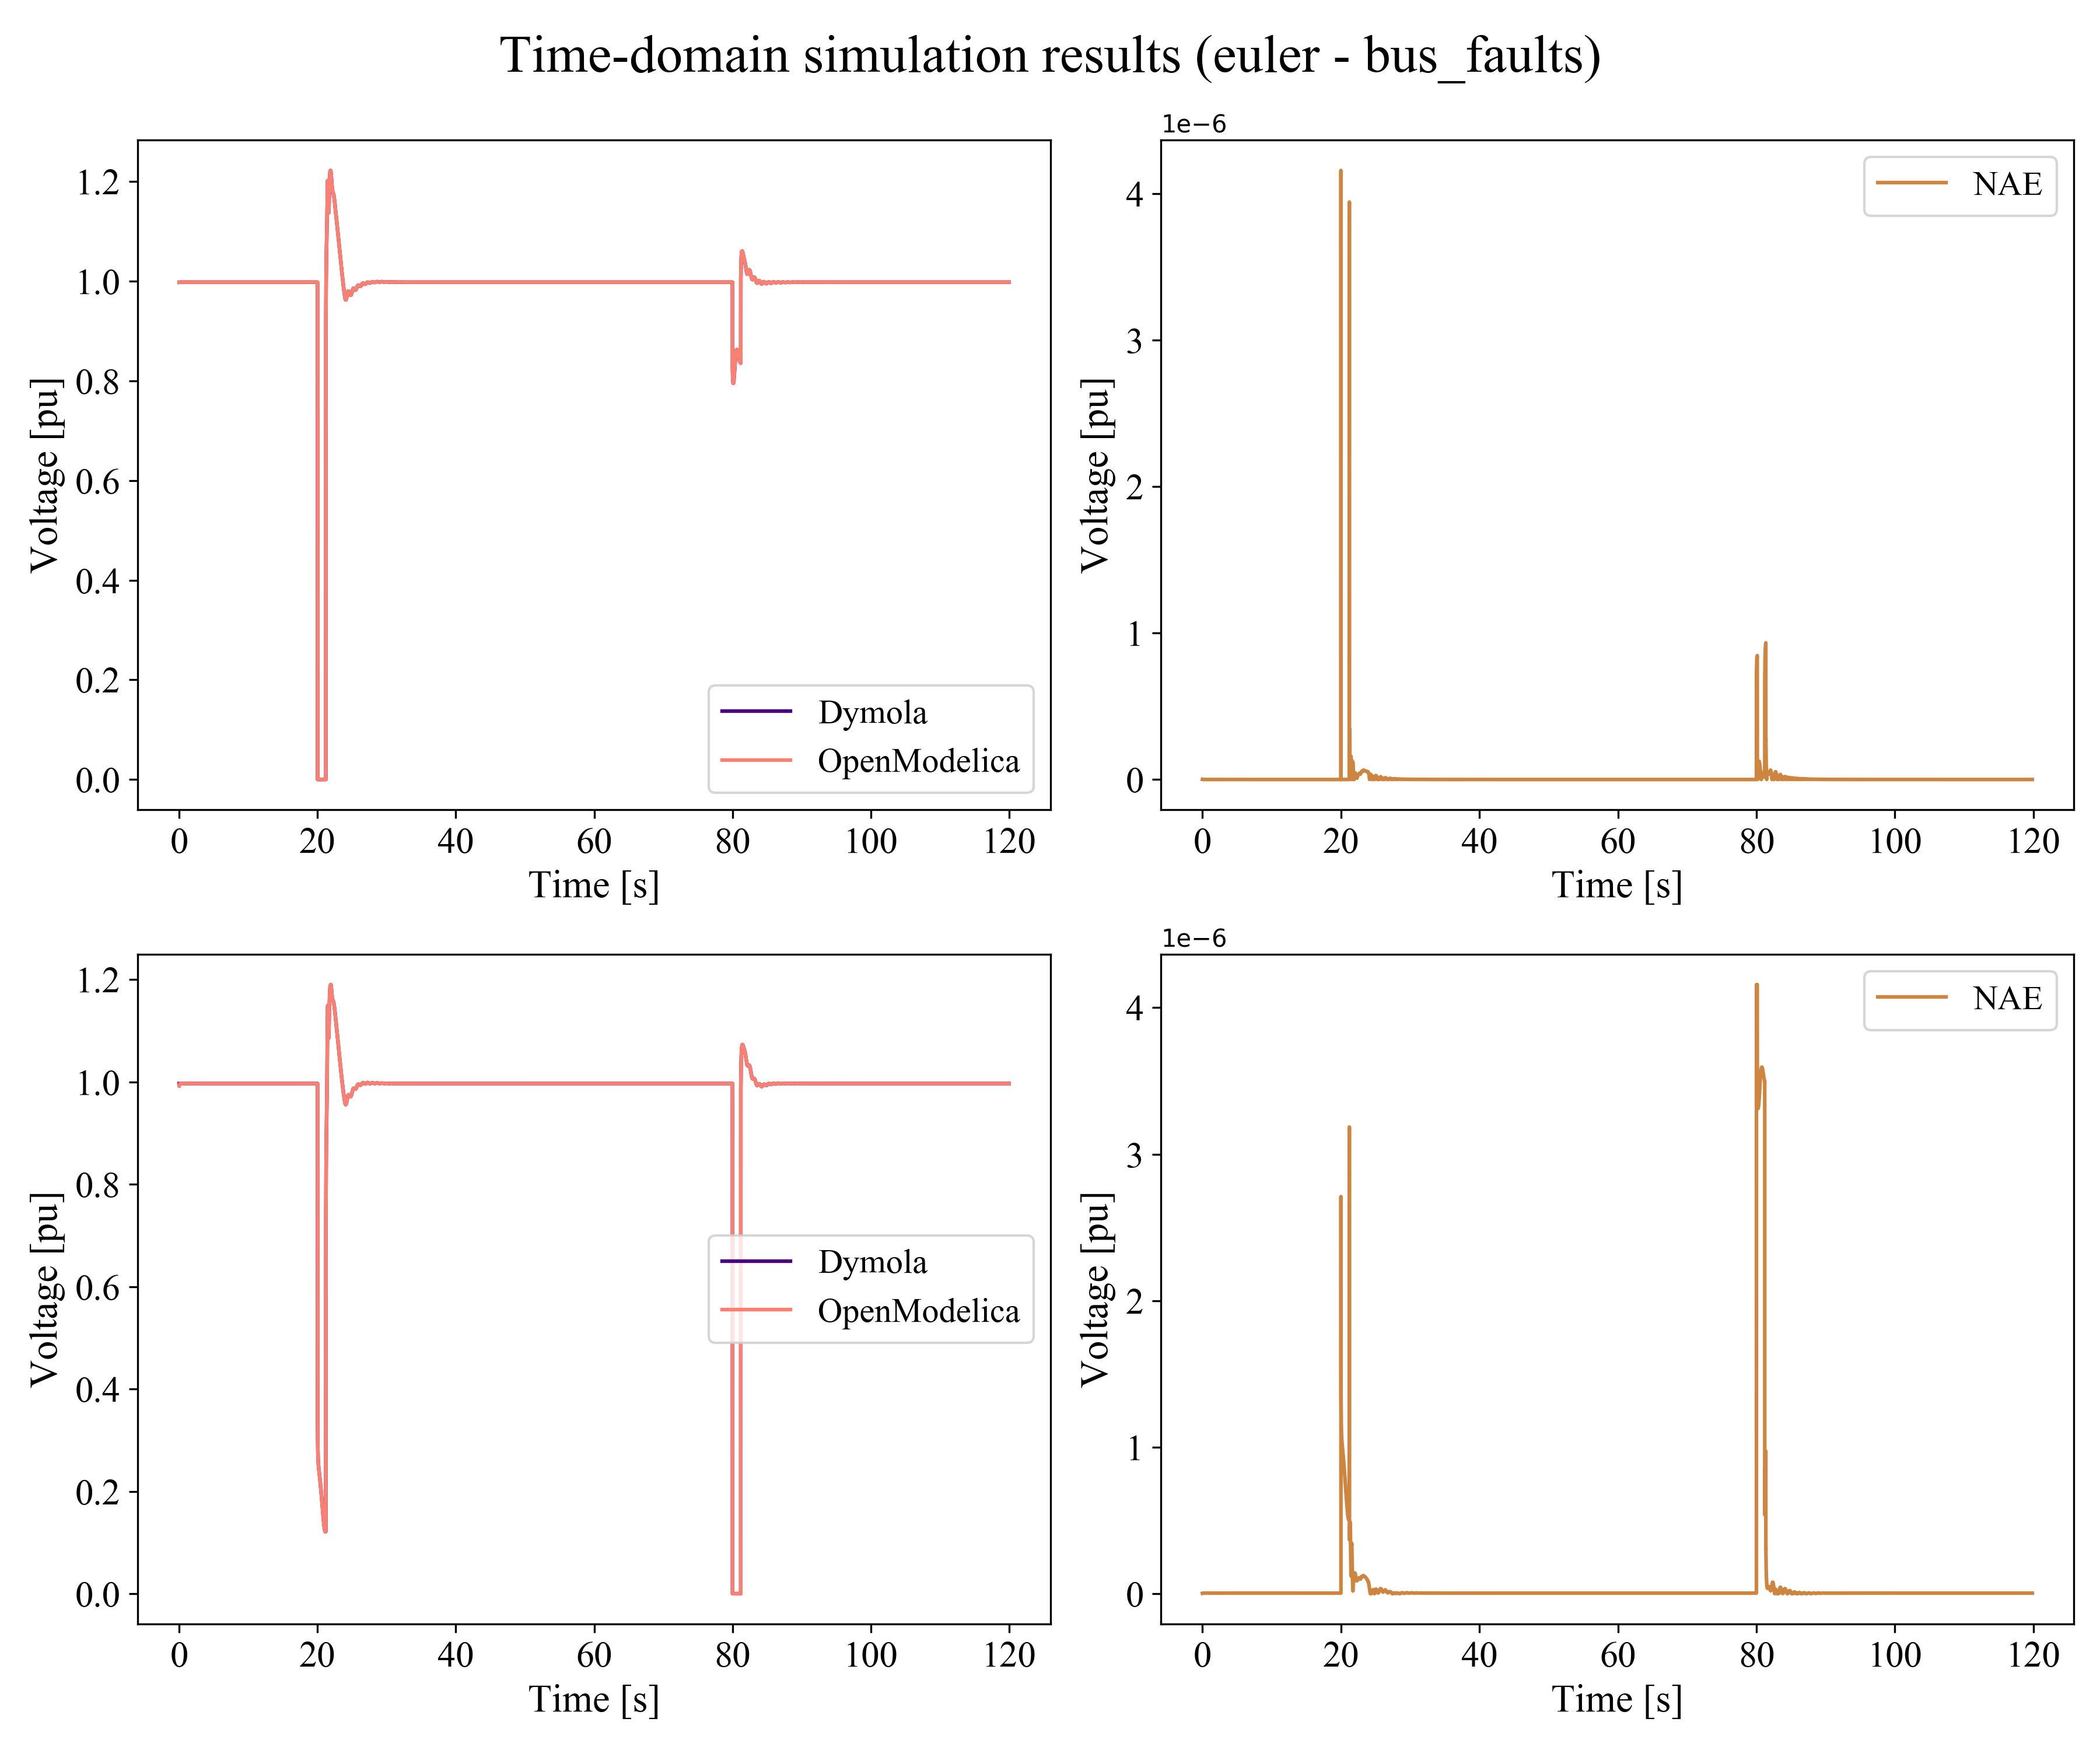 Time-domain simulation results (euler - bus_faults)
1.2
1.0
0.8
0.6
0.4
0.2
0.0
Voltage [pu]
Dymola
OpenModelica
0 20 40 60 80 100 120
Time [s]
1e−6
4
3
2
1
0
Voltage [pu]
NAE
0 20 40 60 80 100 120
Time [s]
1.2
1.0
0.8
0.6
0.4
0.2
0.0
Voltage [pu]
Dymola
OpenModelica
0 20 40 60 80 100 120
Time [s]
1e−6
4
3
2
1
0
Voltage [pu]
NAE
0 20 40 60 80 100 120
Time [s]